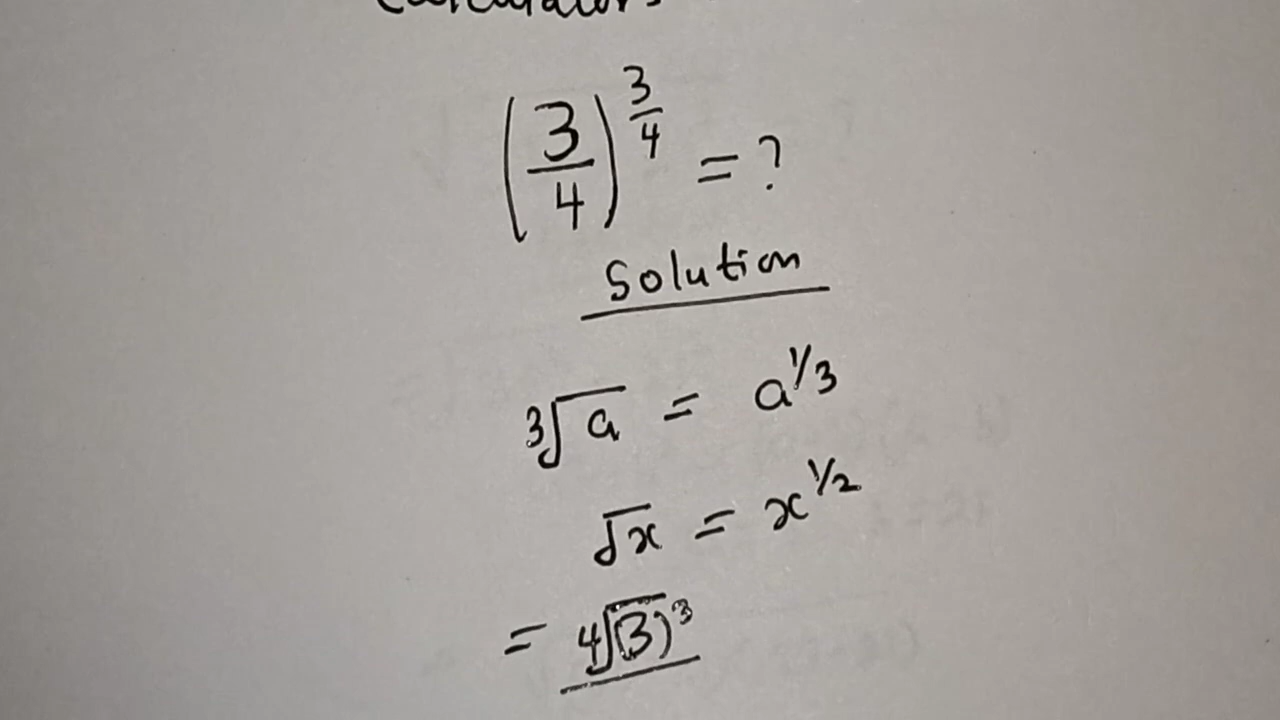 (3/4)^(3/4) = ?
Solution
³√a = a^1/3
√x = x^1/2
= ⁴√(3)³